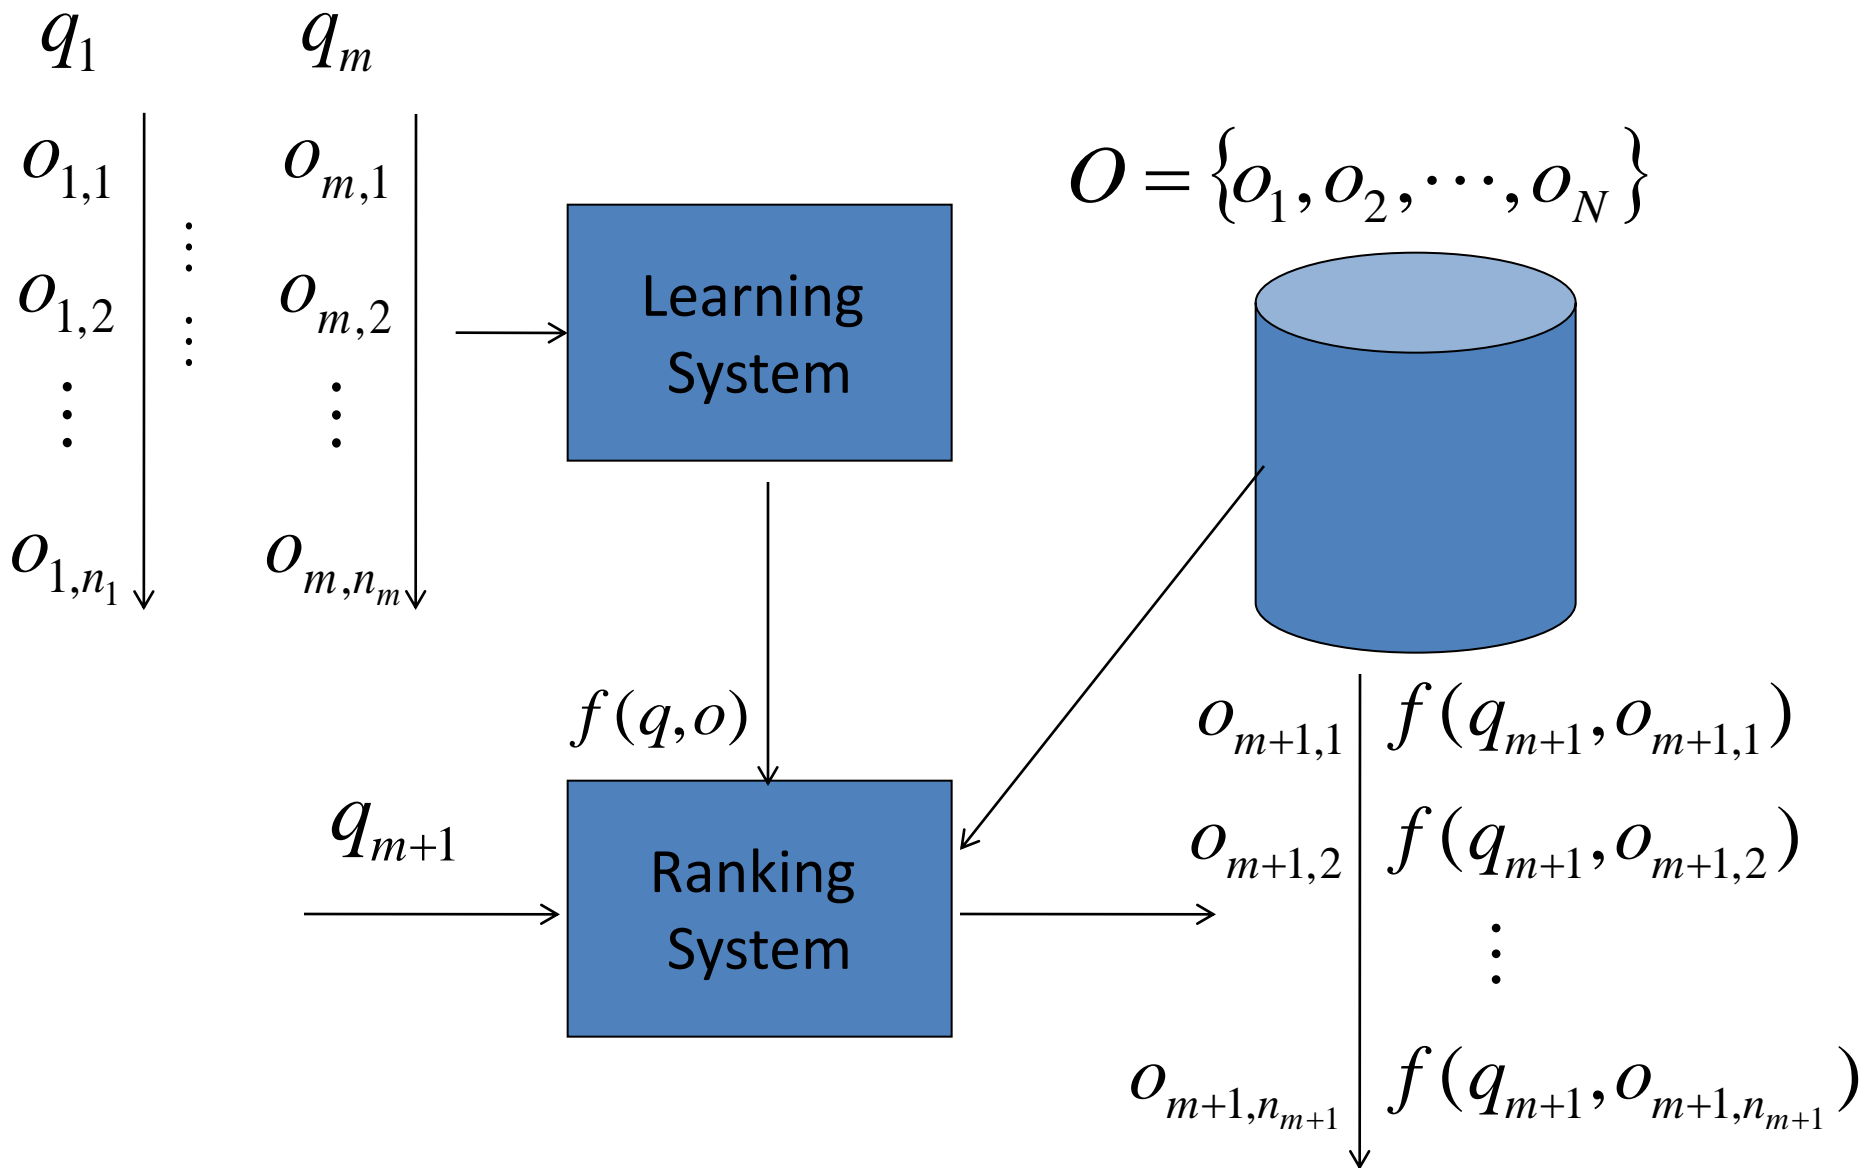 q_1
q_m
o_{1,1}
o_{m,1}
⋮
o_{1,2}
o_{m,2}
⋮
⋮
⋮
o_{1,n_1}
o_{m,n_m}
Learning
System
O = {o_1, o_2, ⋯, o_N}
f(q, o)
q_{m+1}
Ranking
System
o_{m+1,1} f(q_{m+1}, o_{m+1,1})
o_{m+1,2} f(q_{m+1}, o_{m+1,2})
⋮
o_{m+1,n_{m+1}} f(q_{m+1}, o_{m+1,n_{m+1}})